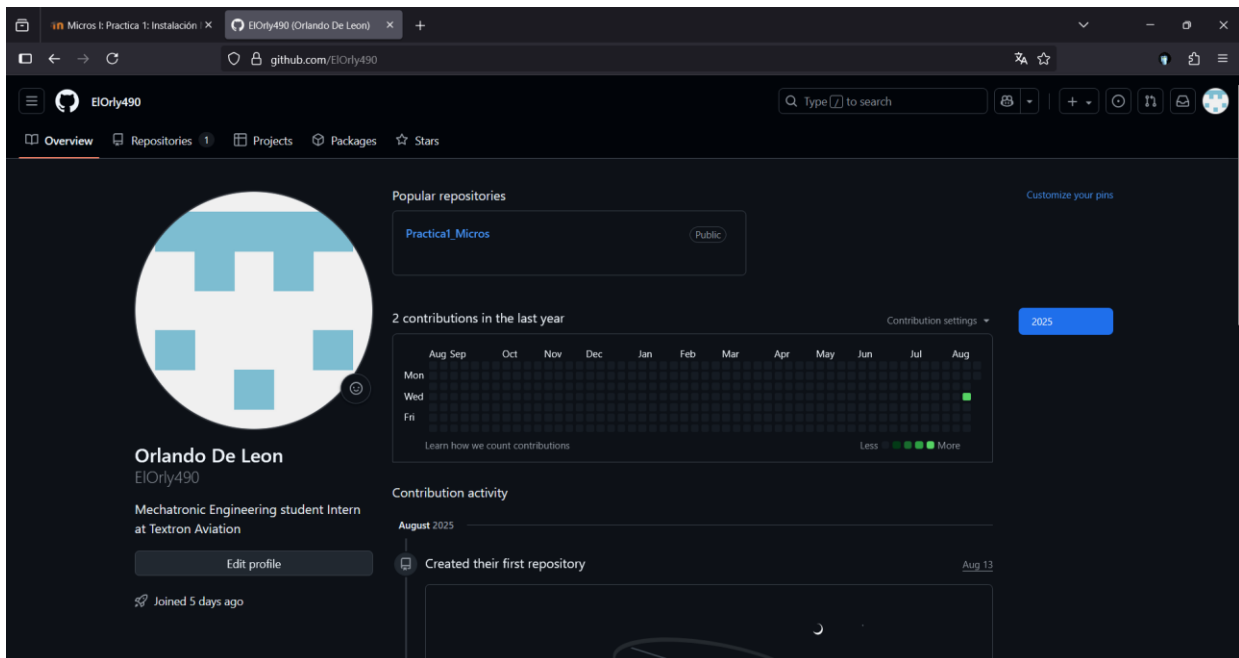 Micros I: Practica 1: Instalación
ElOrly490 (Orlando De Leon)
github.com/ElOrly490
ElOrly490
Type / to search
Overview
Repositories 1
Projects
Packages
Stars
Popular repositories
Customize your pins
Practica1_Micros
Public
2 contributions in the last year
Contribution settings
2025
Aug Sep Oct Nov Dec Jan Feb Mar Apr May Jun Jul Aug
Mon
Wed
Fri
Learn how we count contributions
Less More
Orlando De Leon
ElOrly490
Mechatronic Engineering student Intern
at Textron Aviation
Edit profile
Joined 5 days ago
Contribution activity
August 2025
Created their first repository
Aug 13